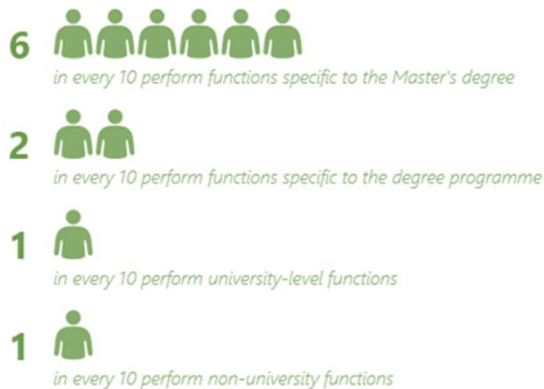 6
in every 10 perform functions specific to the Master's degree
2
in every 10 perform functions specific to the degree programme
1
in every 10 perform university-level functions
1
in every 10 perform non-university functions